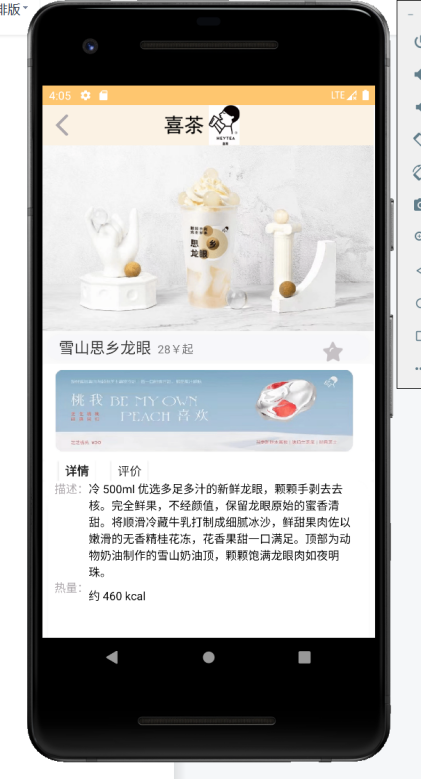 排版
4:05
LTE
喜茶
HEYTEA
喜茶
思乡
龙眼
雪山思乡龙眼 28￥起
桃我 BE MY OWN
PEACH 喜欢
详情 评价
描述: 冷 500ml 优选多足多汁的新鲜龙眼，颗颗手剥去去
核。完全鲜果，不经颜值，保留龙眼原始的蜜香清
甜。将顺滑冷藏牛乳打制成细腻冰沙，鲜甜果肉佐以
嫩滑的无香精桂花冻，花香果甜一口满足。顶部为动
物奶油制作的雪山奶油顶，颗颗饱满龙眼肉如夜明
珠。
热量: 约 460 kcal